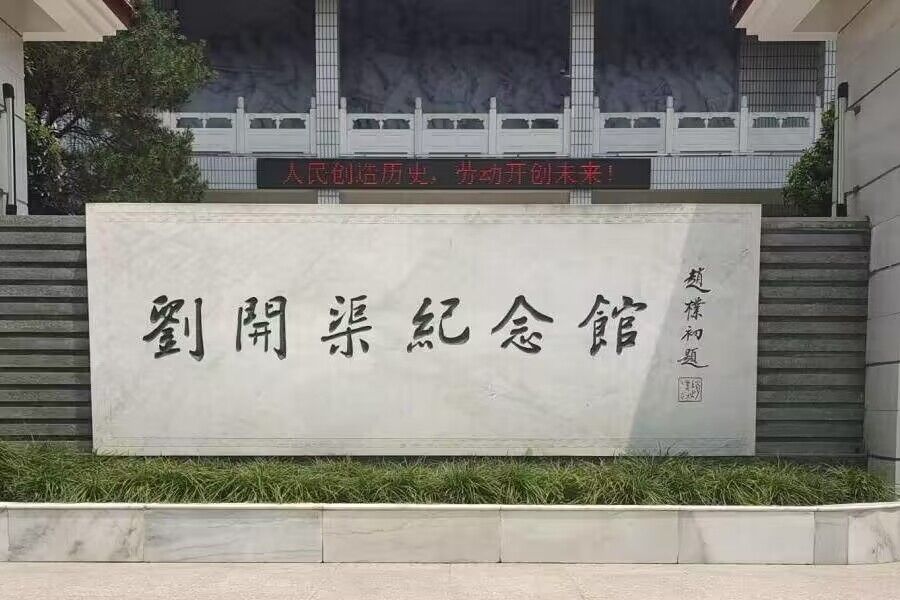 人民创造历史，劳动开创未来！
劉開渠紀念館
趙樸初題